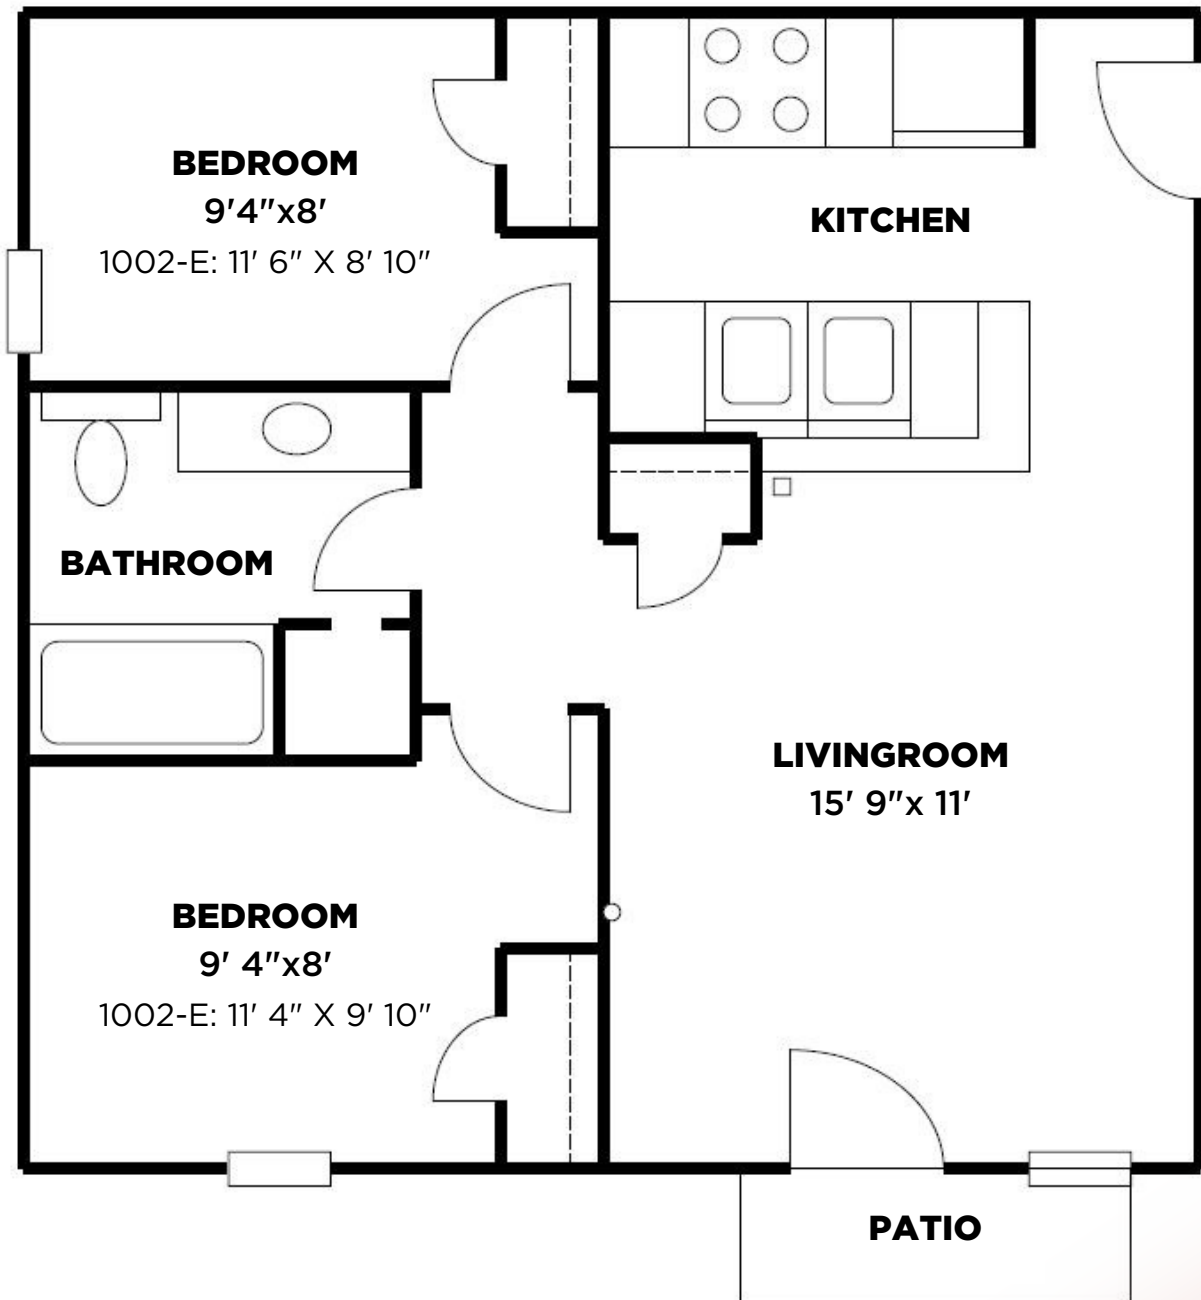 BEDROOM
9'4"x8'
1002-E: 11' 6" X 8' 10"
KITCHEN
BATHROOM
LIVINGROOM
15' 9"x 11'
BEDROOM
9' 4"x8'
1002-E: 11' 4" X 9' 10"
PATIO